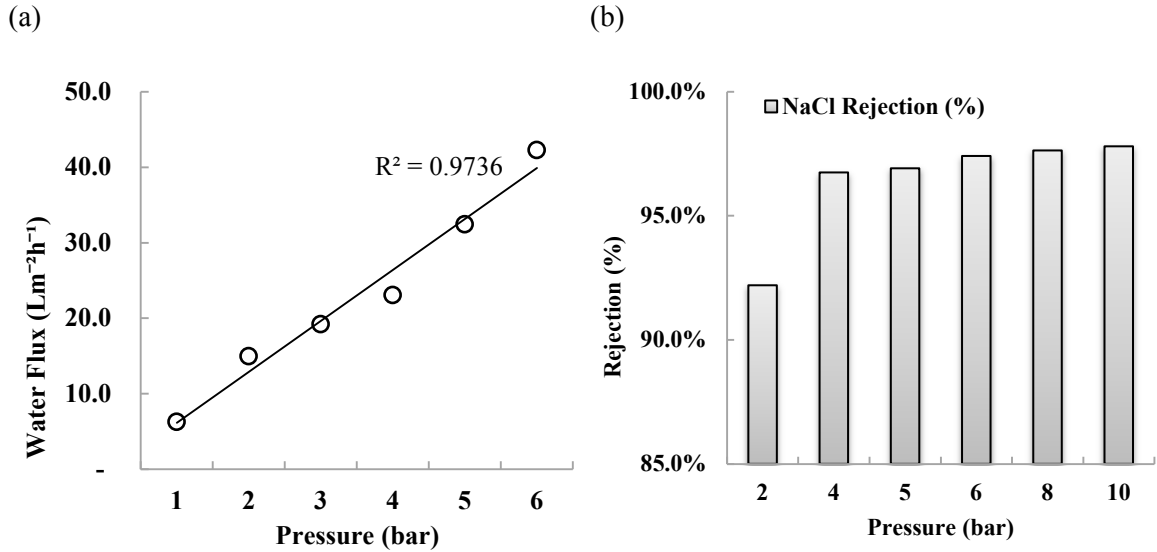 (a)
50.0
40.0
30.0
20.0
10.0
-
Water Flux (Lm⁻²h⁻¹)
R² = 0.9736
1 2 3 4 5 6
Pressure (bar)
(b)
100.0%
95.0%
90.0%
85.0%
Rejection (%)
NaCl Rejection (%)
2 4 5 6 8 10
Pressure (bar)